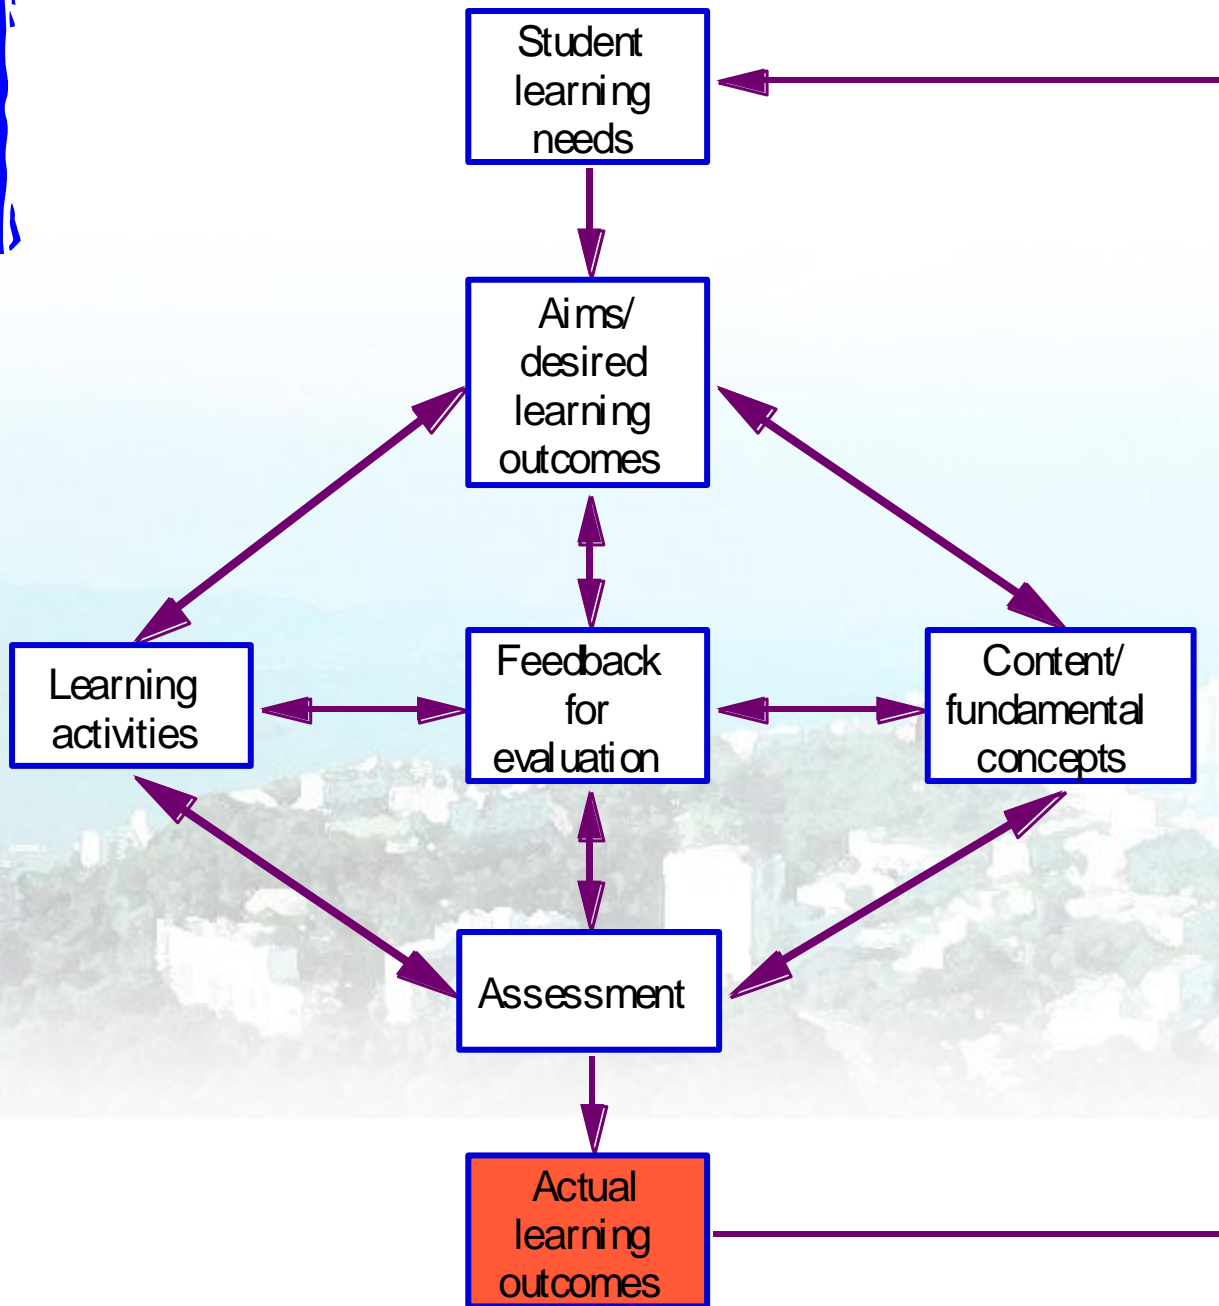 Student
learning
needs
Aims/
desired
learning
outcomes
Learning
activities
Feedback
for
evaluation
Content/
fundamental
concepts
Assessment
Actual
learning
outcomes